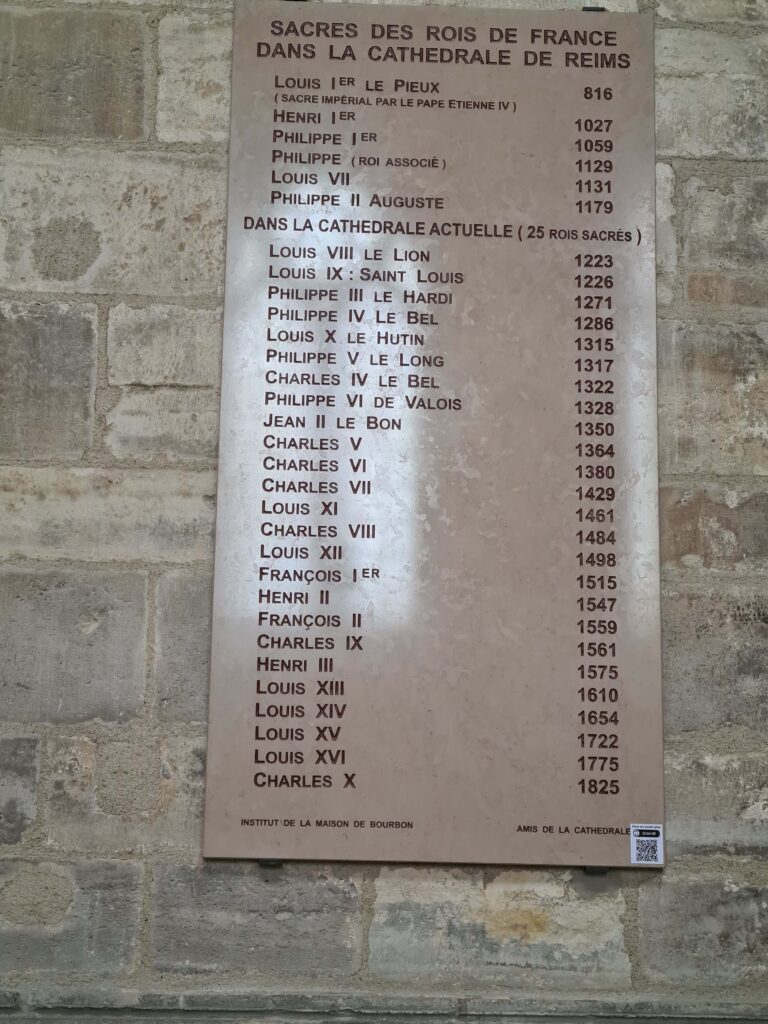 SACRES DES ROIS DE FRANCE
DANS LA CATHEDRALE DE REIMS
LOUIS IER LE PIEUX 816
( SACRE IMPÉRIAL PAR LE PAPE ETIENNE IV )
HENRI IER 1027
PHILIPPE IER 1059
PHILIPPE ( ROI ASSOCIÉ ) 1129
LOUIS VII 1131
PHILIPPE II AUGUSTE 1179
DANS LA CATHEDRALE ACTUELLE ( 25 ROIS SACRÉS )
LOUIS VIII LE LION 1223
LOUIS IX : SAINT LOUIS 1226
PHILIPPE III LE HARDI 1271
PHILIPPE IV LE BEL 1286
LOUIS X LE HUTIN 1315
PHILIPPE V LE LONG 1317
CHARLES IV LE BEL 1322
PHILIPPE VI DE VALOIS 1328
JEAN II LE BON 1350
CHARLES V 1364
CHARLES VI 1380
CHARLES VII 1429
LOUIS XI 1461
CHARLES VIII 1484
LOUIS XII 1498
FRANÇOIS IER 1515
HENRI II 1547
FRANÇOIS II 1559
CHARLES IX 1561
HENRI III 1575
LOUIS XIII 1610
LOUIS XIV 1654
LOUIS XV 1722
LOUIS XVI 1775
CHARLES X 1825
INSTITUT DE LA MAISON DE BOURBON AMIS DE LA CATHEDRALE
SCAN ME